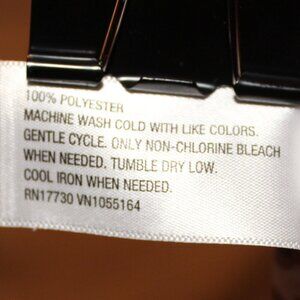 100% POLYESTER
MACHINE WASH COLD WITH LIKE COLORS.
GENTLE CYCLE. ONLY NON-CHLORINE BLEACH
WHEN NEEDED. TUMBLE DRY LOW.
COOL IRON WHEN NEEDED.
RN17730 VN1055164